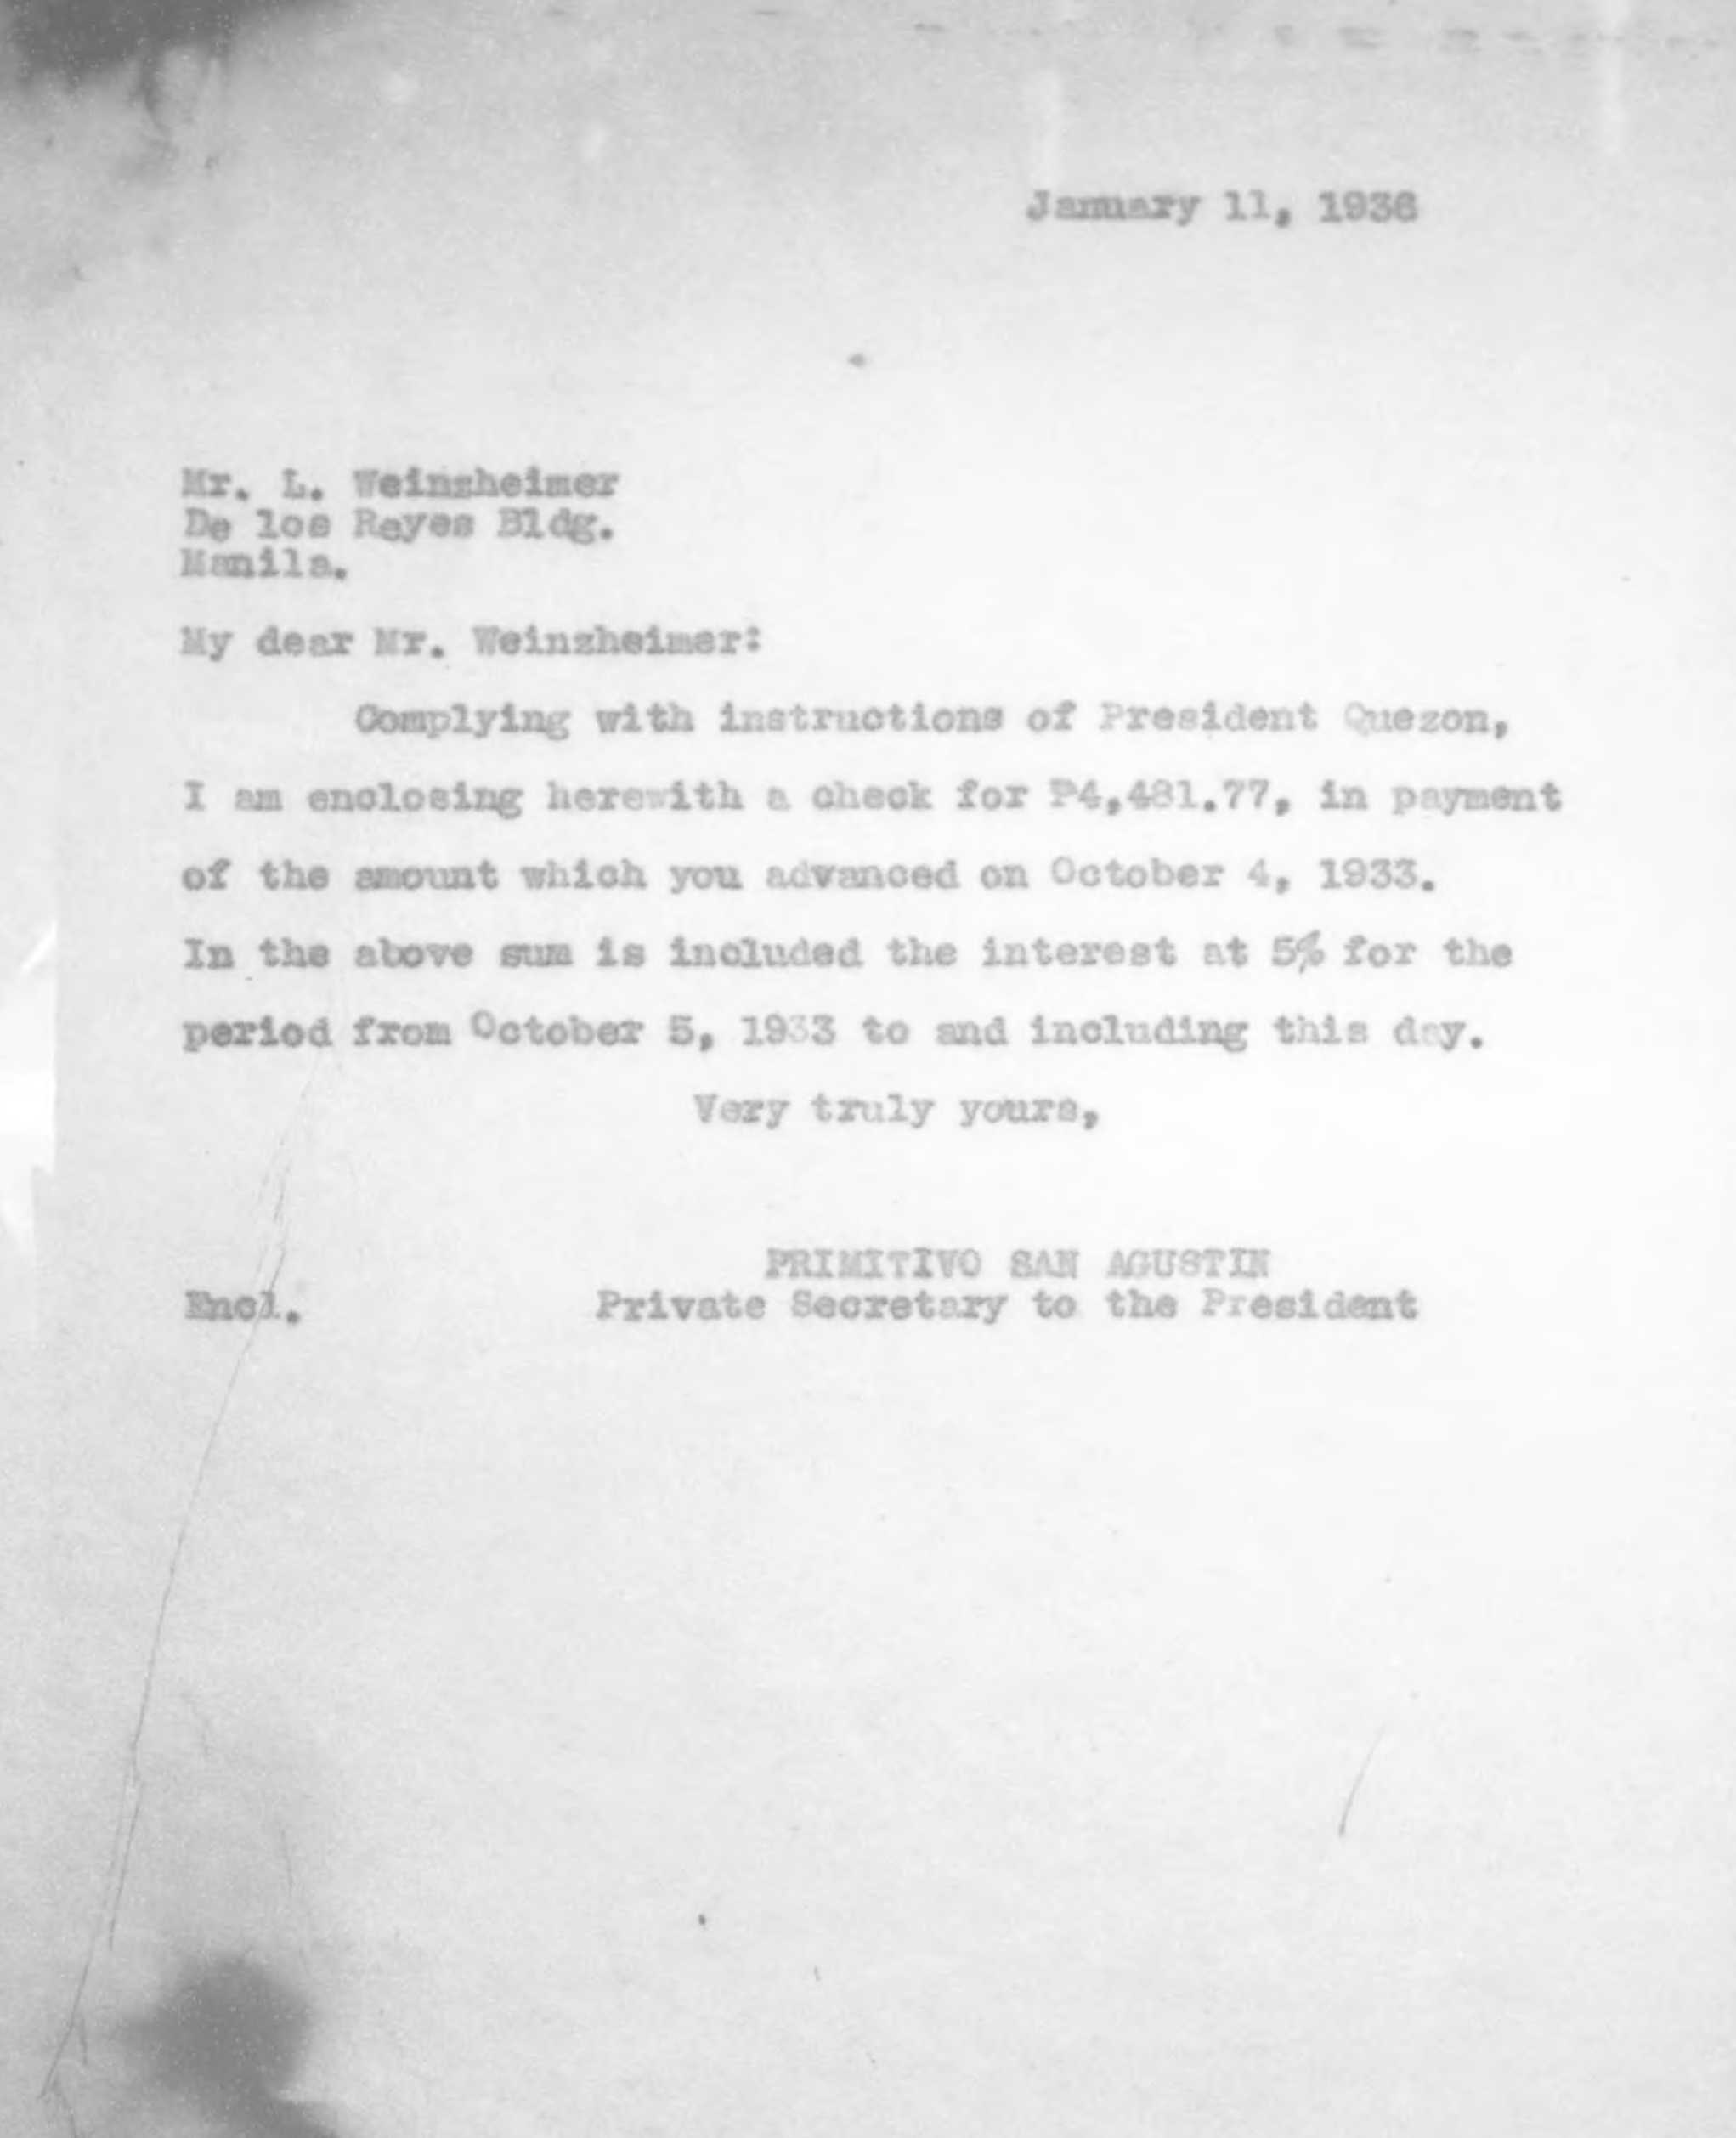 January 11, 1936
Mr. L. Weinzheimer
De los Reyes Bldg.
Manila.
My dear Mr. Weinzheimer:
Complying with instructions of President Quezon,
I am enclosing herewith a check for ₱4,481.77, in payment
of the amount which you advanced on October 4, 1933.
In the above sum is included the interest at 5% for the
period from October 5, 1933 to and including this day.
Very truly yours,
PRIMITIVO SAN AGUSTIN
Encl. Private Secretary to the President